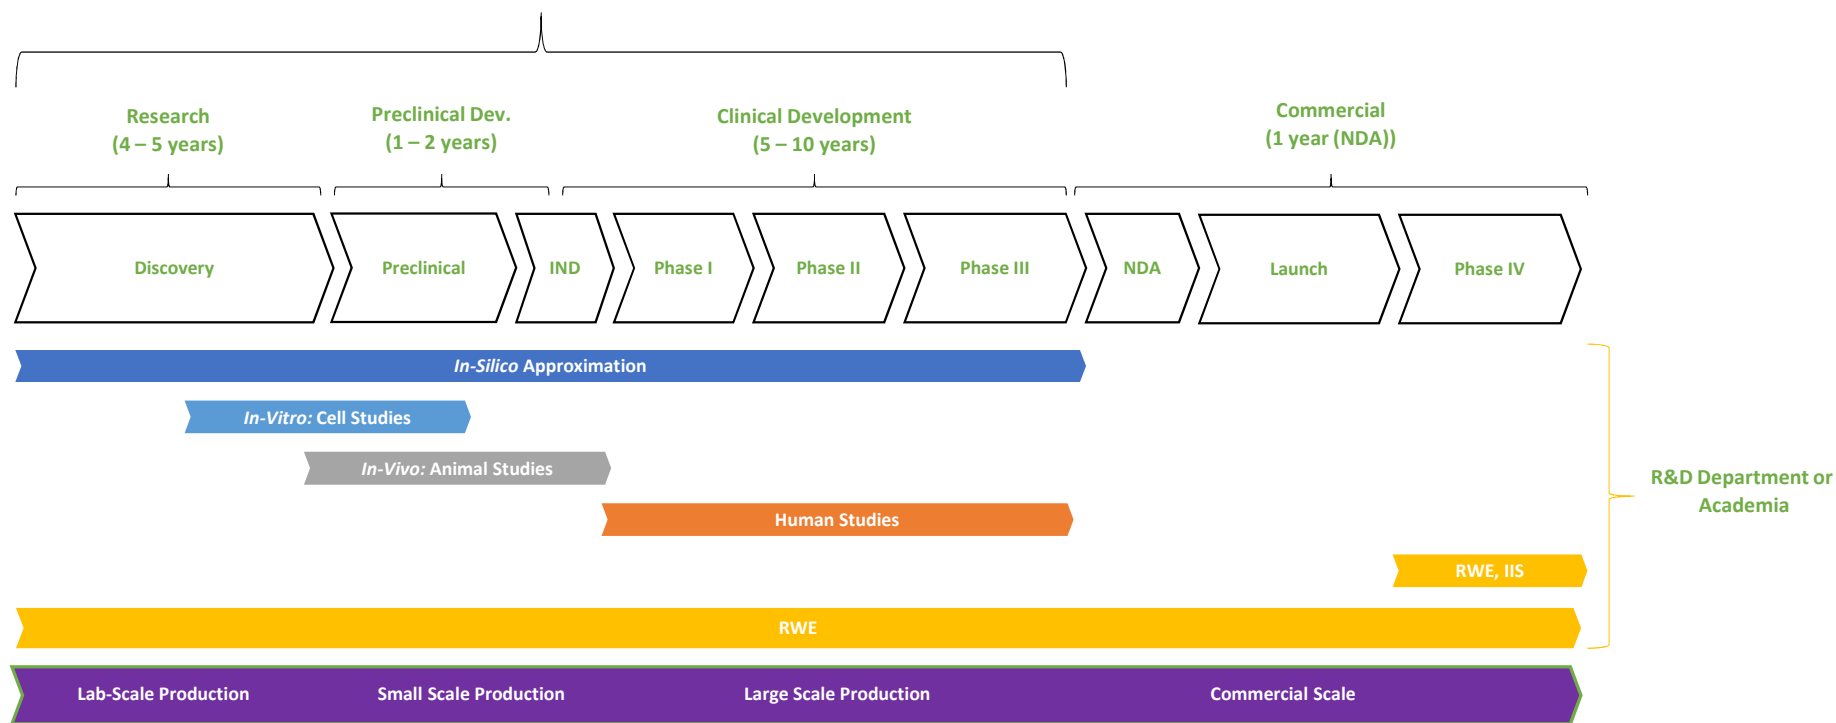 Research
(4 – 5 years)
Preclinical Dev.
(1 – 2 years)
Clinical Development
(5 – 10 years)
Commercial
(1 year (NDA))
Discovery
Preclinical
IND
Phase I
Phase II
Phase III
NDA
Launch
Phase IV
In-Silico Approximation
In-Vitro: Cell Studies
In-Vivo: Animal Studies
Human Studies
RWE, IIS
RWE
R&D Department or
Academia
Lab-Scale Production
Small Scale Production
Large Scale Production
Commercial Scale